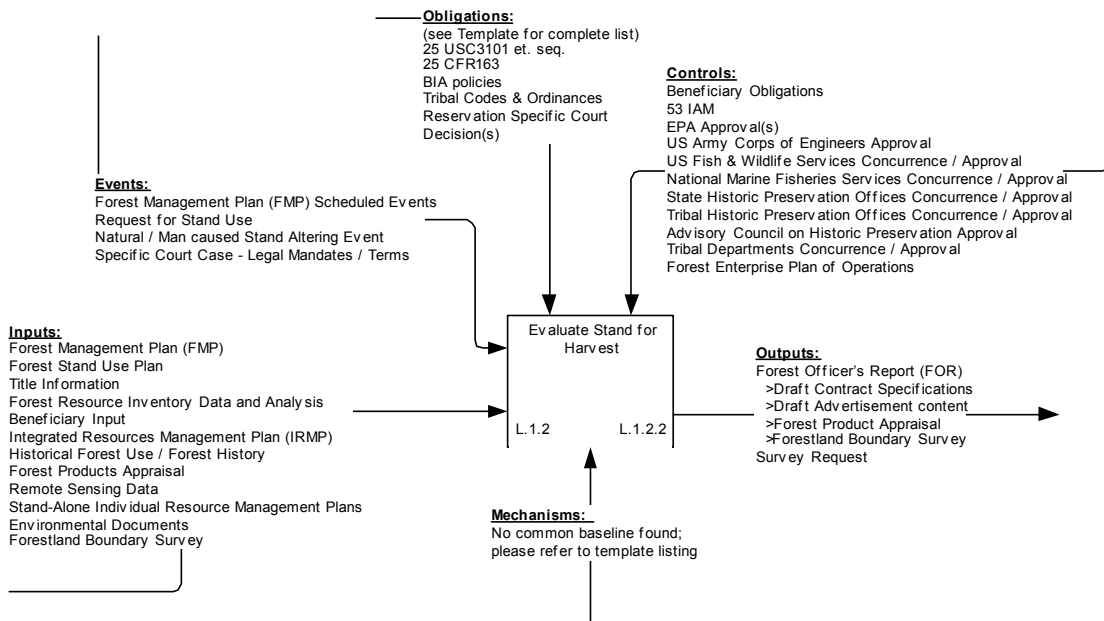 Obligations:
(see Template for complete list)
25 USC3101 et. seq.
25 CFR163
BIA policies
Tribal Codes & Ordinances
Reservation Specific Court
Decision(s)
Controls:
Beneficiary Obligations
53 IAM
EPA Approval(s)
US Army Corps of Engineers Approval
US Fish & Wildlife Services Concurrence / Approval
National Marine Fisheries Services Concurrence / Approval
State Historic Preservation Offices Concurrence / Approval
Tribal Historic Preservation Offices Concurrence / Approval
Advisory Council on Historic Preservation Approval
Tribal Departments Concurrence / Approval
Forest Enterprise Plan of Operations
Events:
Forest Management Plan (FMP) Scheduled Events
Request for Stand Use
Natural / Man caused Stand Altering Event
Specific Court Case - Legal Mandates / Terms
Inputs:
Forest Management Plan (FMP)
Forest Stand Use Plan
Title Information
Forest Resource Inventory Data and Analysis
Beneficiary Input
Integrated Resources Management Plan (IRMP)
Historical Forest Use / Forest History
Forest Products Appraisal
Remote Sensing Data
Stand-Alone Individual Resource Management Plans
Environmental Documents
Forestland Boundary Survey
Evaluate Stand for
Harvest
L.1.2
L.1.2.2
Outputs:
Forest Officer's Report (FOR)
>Draft Contract Specifications
>Draft Advertisement content
>Forest Product Appraisal
>Forestland Boundary Survey
Survey Request
Mechanisms:
No common baseline found;
please refer to template listing